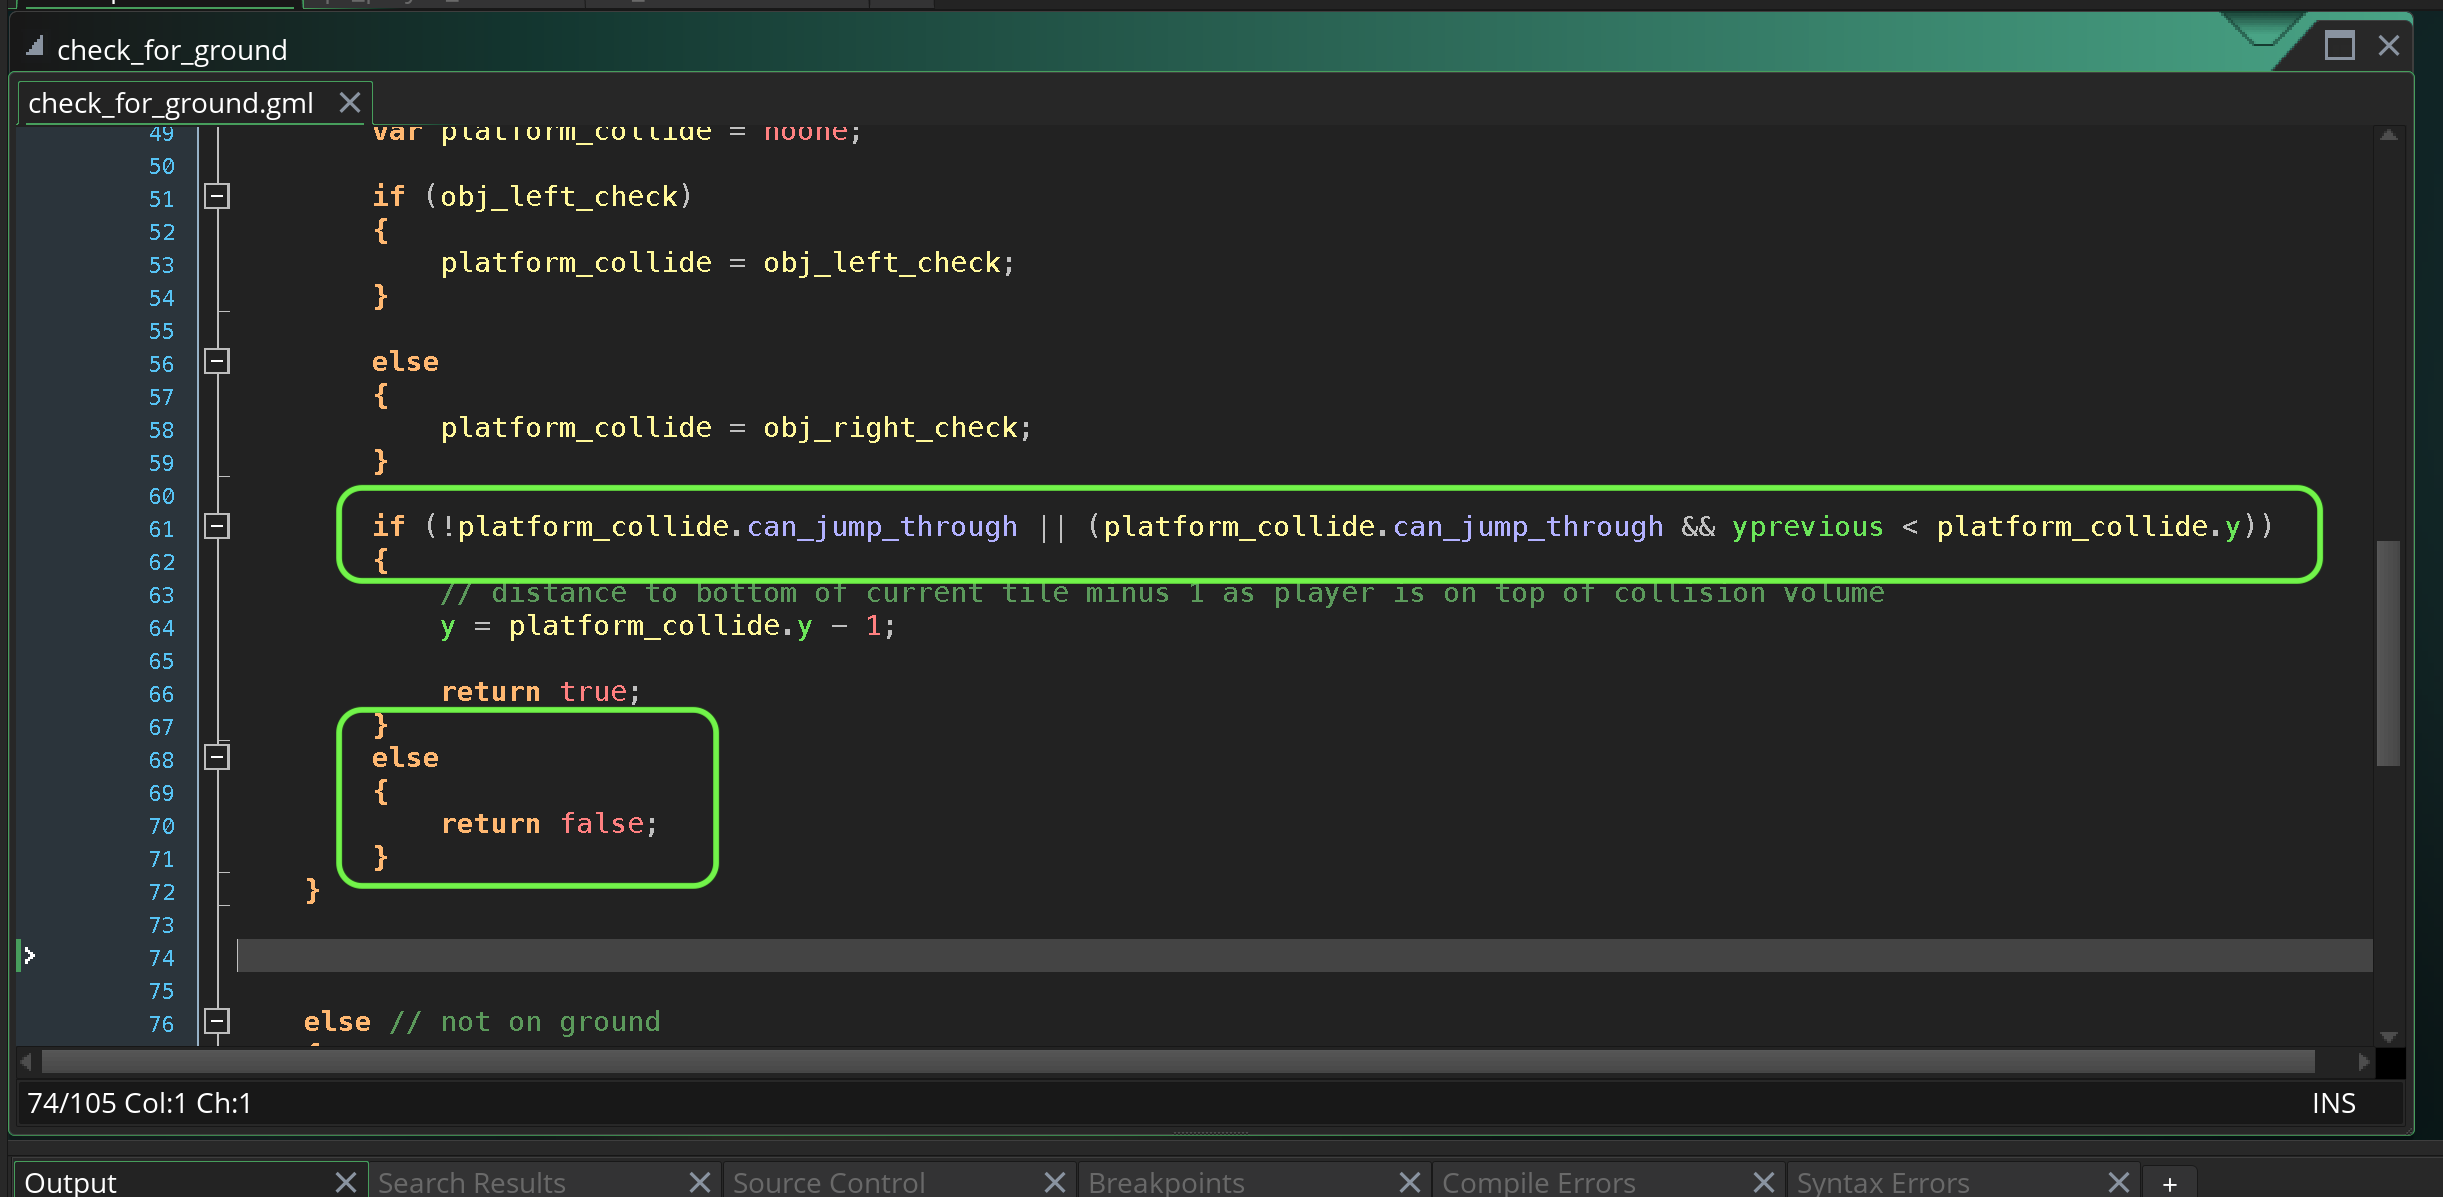 check_for_ground
check_for_ground.gml
49 var platform_collide = noone;
50
51 if (obj_left_check)
52 {
53 platform_collide = obj_left_check;
54 }
55
56 else
57 {
58 platform_collide = obj_right_check;
59 }
60
61 if (!platform_collide.can_jump_through || (platform_collide.can_jump_through && yprevious < platform_collide.y))
62 {
63 // distance to bottom of current tile minus 1 as player is on top of collision volume
64 y = platform_collide.y - 1;
65
66 return true;
67 }
68 else
69 {
70 return false;
71 }
72 }
73
74
75
76 else // not on ground
74/105 Col:1 Ch:1 INS
Output Search Results Source Control Breakpoints Compile Errors Syntax Errors +